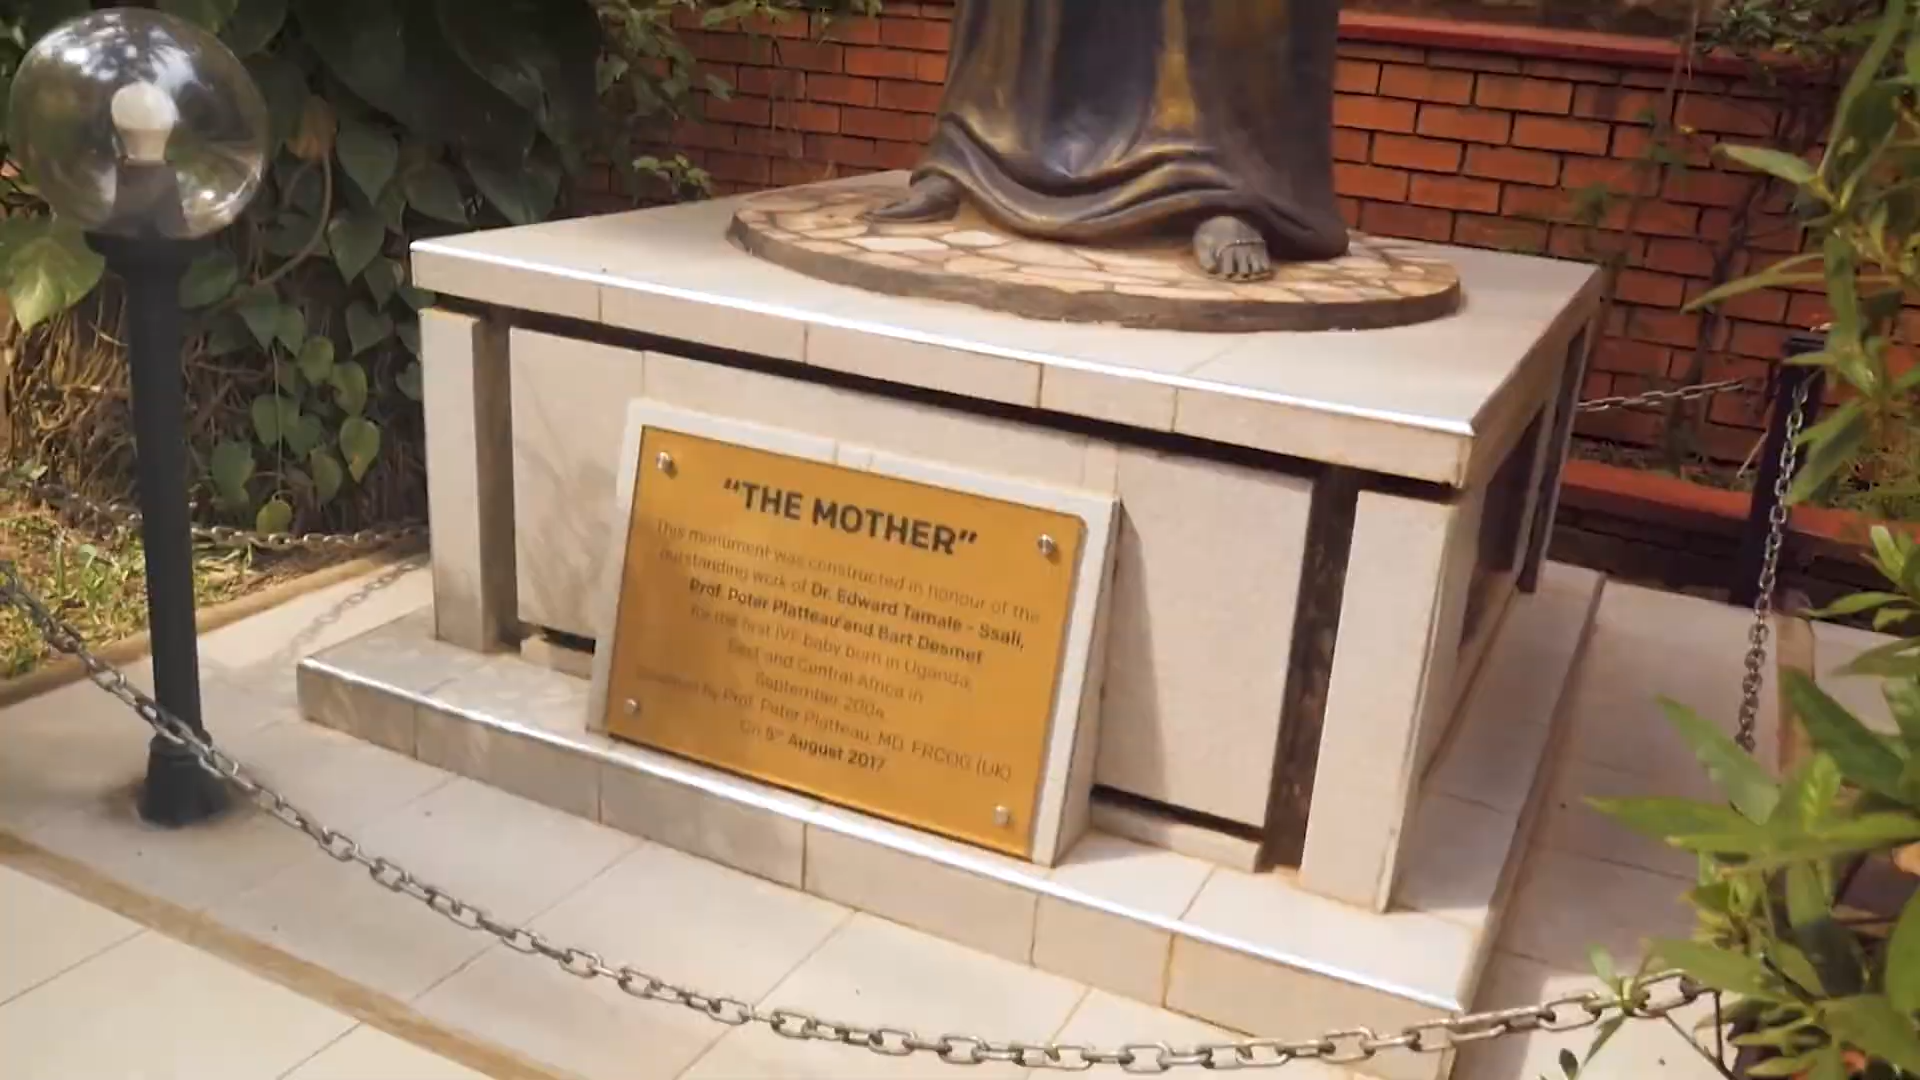 “THE MOTHER”
This monument was constructed in honour of the
outstanding work of Dr. Edward Tamale - Ssali,
Prof. Peter Platteau and Bart Desmet
for the first IVF baby born in Uganda,
East and Central Africa in
September 2004
by Prof. Peter Platteau, MD, FRCOG (UK)
On 5th August 2017